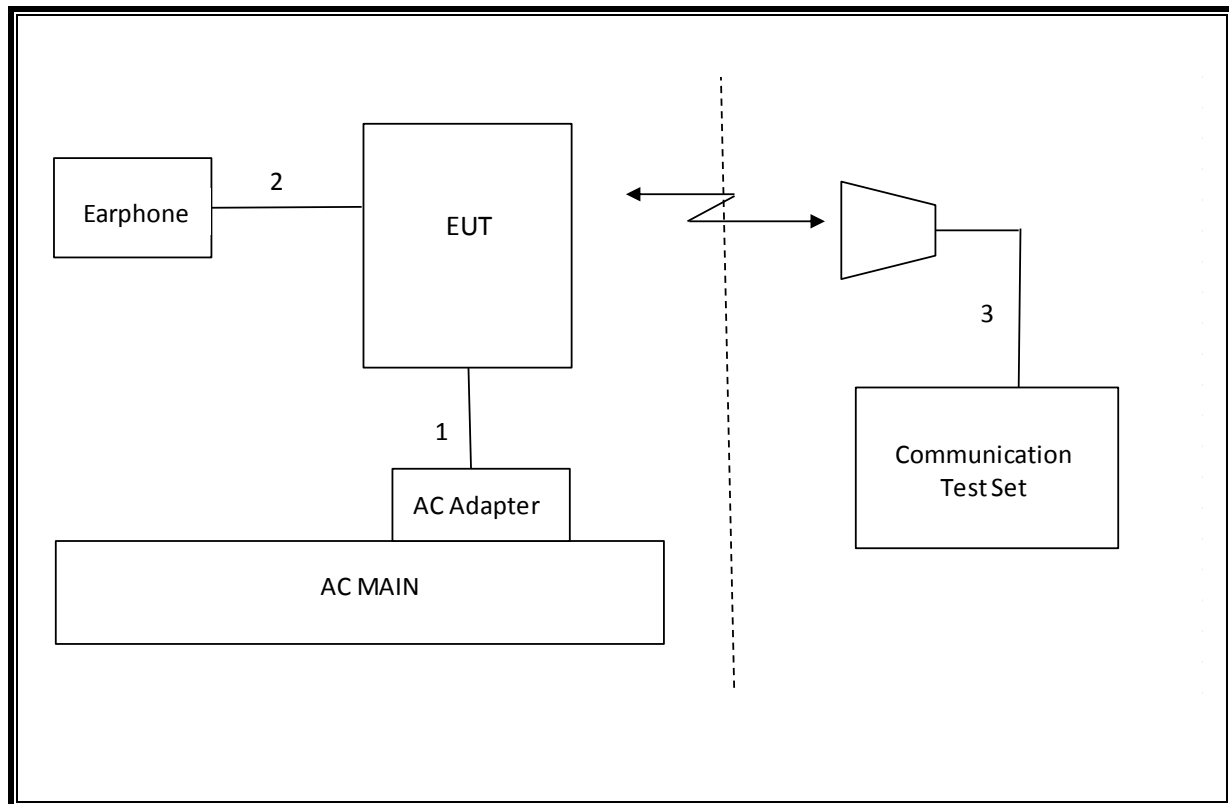 2
Earphone
EUT
3
1
Communication
Test Set
AC Adapter
AC MAIN